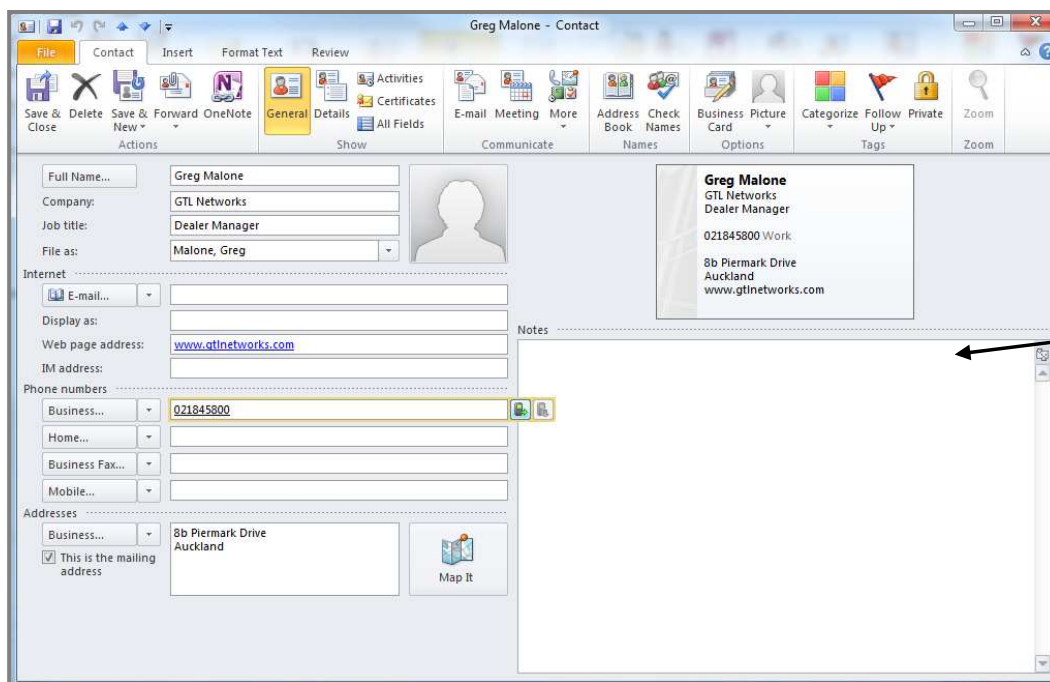 Greg Malone - Contact
File Contact Insert Format Text Review
Save & Close Delete Save & New Forward OneNote General Details Activities Certificates All Fields E-mail Meeting More Address Book Check Names Business Card Picture Categorize Follow Up Private Zoom
Actions Show Communicate Names Options Tags Zoom
Full Name... Greg Malone
Company: GTL Networks
Job title: Dealer Manager
File as: Malone, Greg
Internet
E-mail...
Display as:
Web page address: www.gtlnetworks.com
IM address:
Phone numbers
Business... 021845800
Home...
Business Fax...
Mobile...
Addresses
Business... 8b Piermark Drive
Auckland
This is the mailing
address
Map It
Greg Malone
GTL Networks
Dealer Manager
021845800 Work
8b Piermark Drive
Auckland
www.gtlnetworks.com
Notes